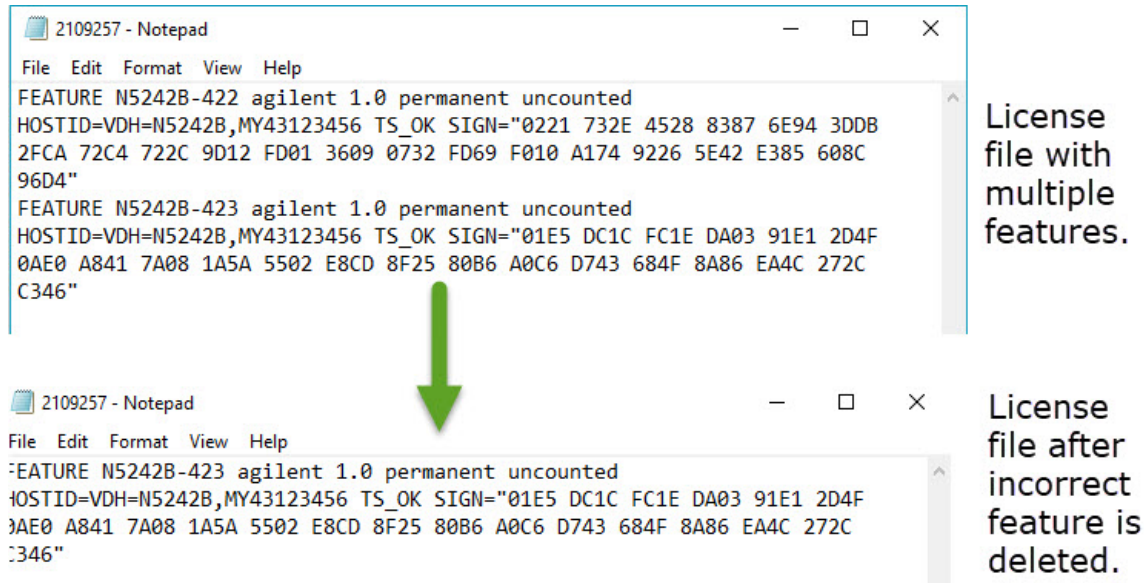 2109257 - Notepad
File Edit Format View Help
FEATURE N5242B-422 agilent 1.0 permanent uncounted
HOSTID=VDH=N5242B,MY43123456 TS_OK SIGN="0221 732E 4528 8387 6E94 3DDB
2FCA 72C4 722C 9D12 FD01 3609 0732 FD69 F010 A174 9226 5E42 E385 608C
96D4"
FEATURE N5242B-423 agilent 1.0 permanent uncounted
HOSTID=VDH=N5242B,MY43123456 TS_OK SIGN="01E5 DC1C FC1E DA03 91E1 2D4F
0AE0 A841 7A08 1A5A 5502 E8CD 8F25 80B6 A0C6 D743 684F 8A86 EA4C 272C
C346"
License
file with
multiple
features.
2109257 - Notepad
File Edit Format View Help
FEATURE N5242B-423 agilent 1.0 permanent uncounted
HOSTID=VDH=N5242B,MY43123456 TS_OK SIGN="01E5 DC1C FC1E DA03 91E1 2D4F
0AE0 A841 7A08 1A5A 5502 E8CD 8F25 80B6 A0C6 D743 684F 8A86 EA4C 272C
C346"
License
file after
incorrect
feature is
deleted.